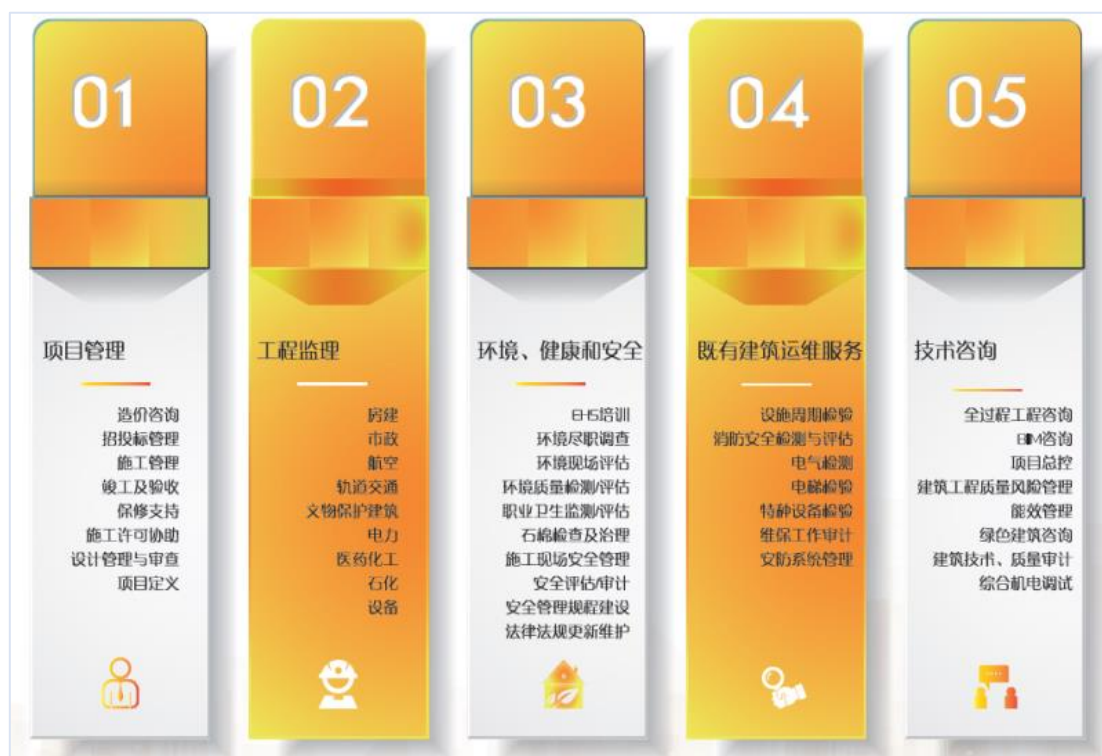 01
项目管理
造价咨询
招投标管理
施工管理
竣工及验收
保修支持
施工许可协助
设计管理与审查
项目定义
02
工程监理
房建
市政
航空
轨道交通
文物保护建筑
电力
医药化工
石化
设备
03
环境、健康和安全
EHS培训
环境尽职调查
环境现场评估
环境质量检测/评估
职业卫生监测/评估
石棉检查及治理
施工现场安全管理
安全评估/审计
安全管理规程建设
法律法规更新维护
04
既有建筑运维服务
设施周期检验
消防安全检测与评估
电气检测
电梯检验
特种设备检验
维保工作审计
安防系统管理
05
技术咨询
全过程工程咨询
BIM咨询
项目总控
建筑工程质量风险管理
能效管理
绿色建筑咨询
建筑技术、质量审计
综合机电调试